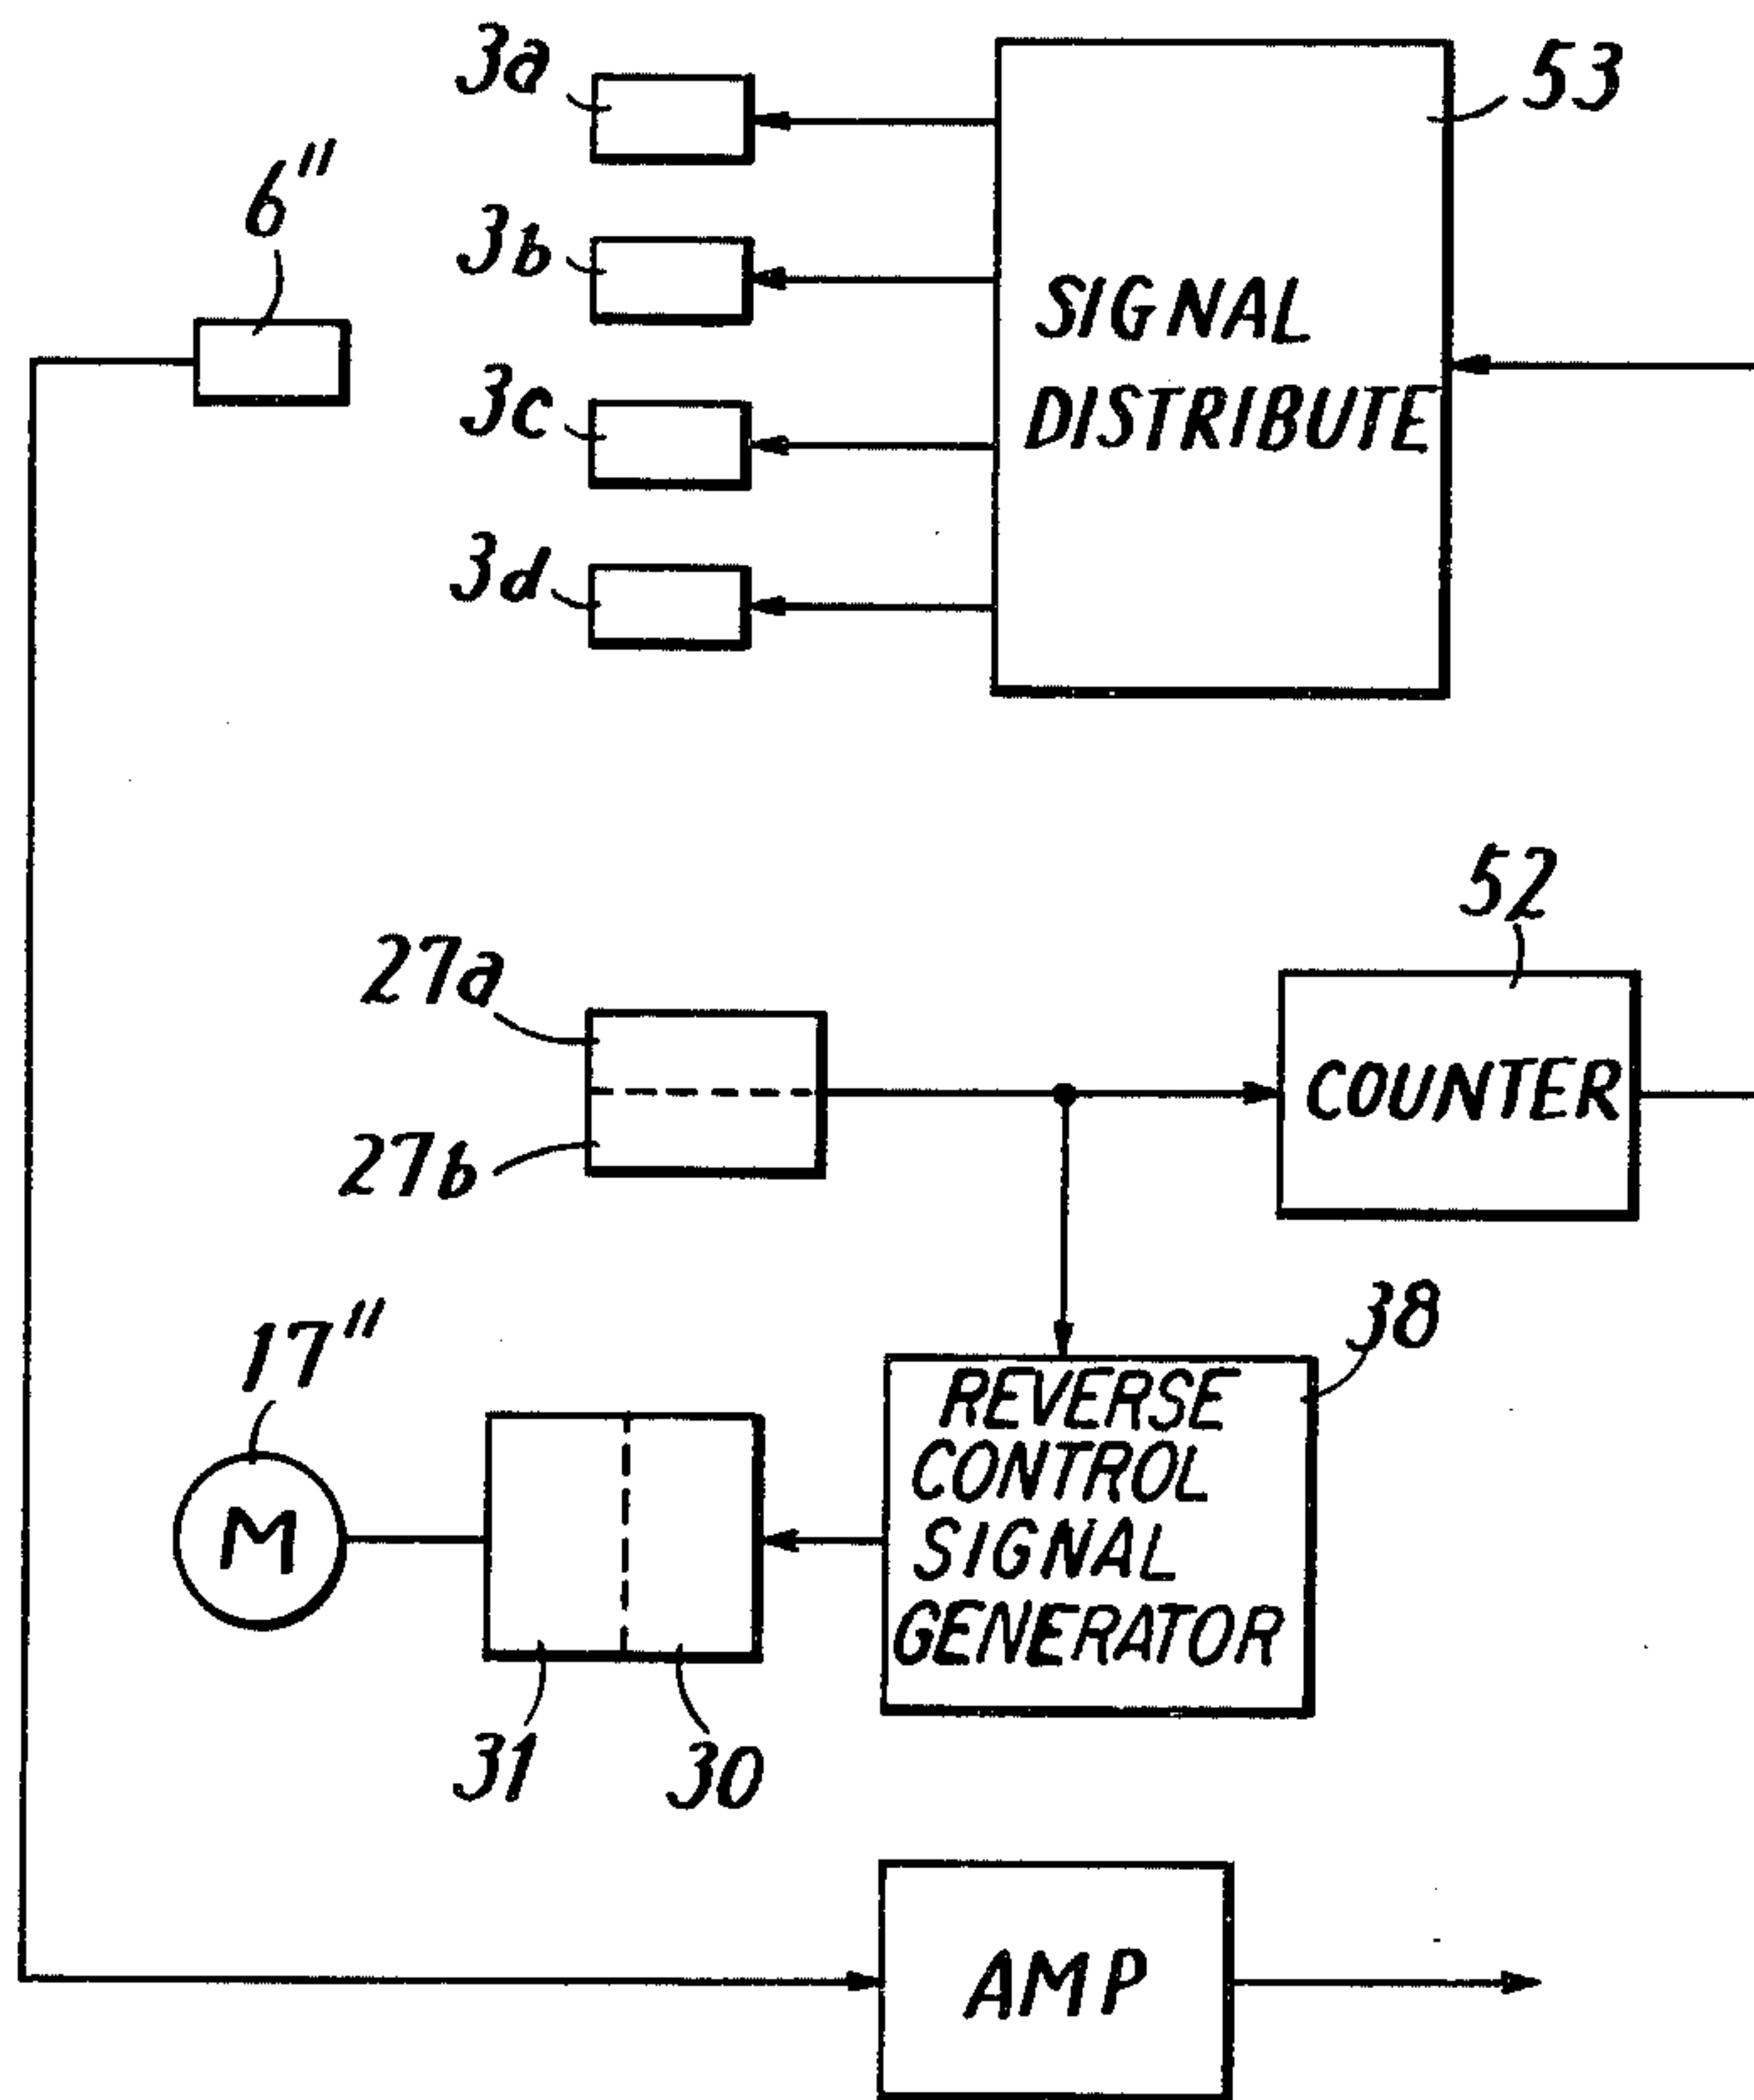 3a
53
6"
3b
SIGNAL
DISTRIBUTE
3c
3d
52
27a
COUNTER
27b
38
17"
REVERSE
CONTROL
SIGNAL
GENERATOR
M
31
30
AMP